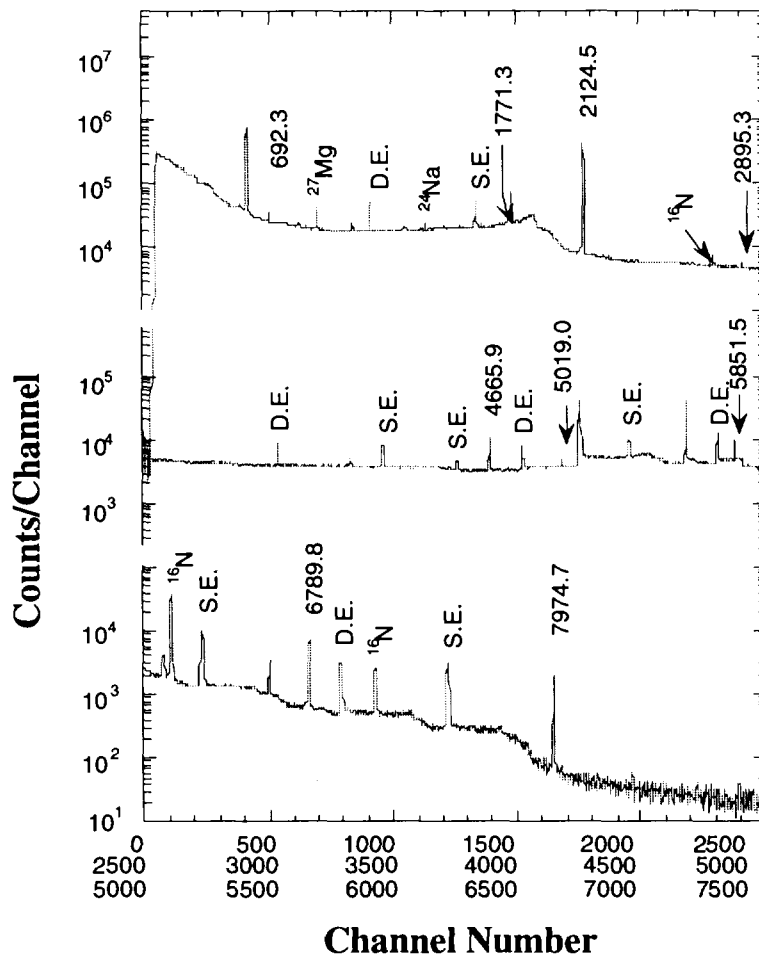 10^7
10^6
10^5
10^4
692.3
^27Mg
D.E.
^24Na
S.E.
1771.3
2124.5
^16N
2895.3
10^5
10^4
10^3
D.E.
S.E.
S.E.
4665.9
D.E.
5019.0
S.E.
D.E.
5851.5
10^4
10^3
10^2
10^1
^16N
S.E.
6789.8
D.E.
^16N
S.E.
7974.7
Counts/Channel
0 500 1000 1500 2000 2500
2500 3000 3500 4000 4500 5000
5000 5500 6000 6500 7000 7500
Channel Number